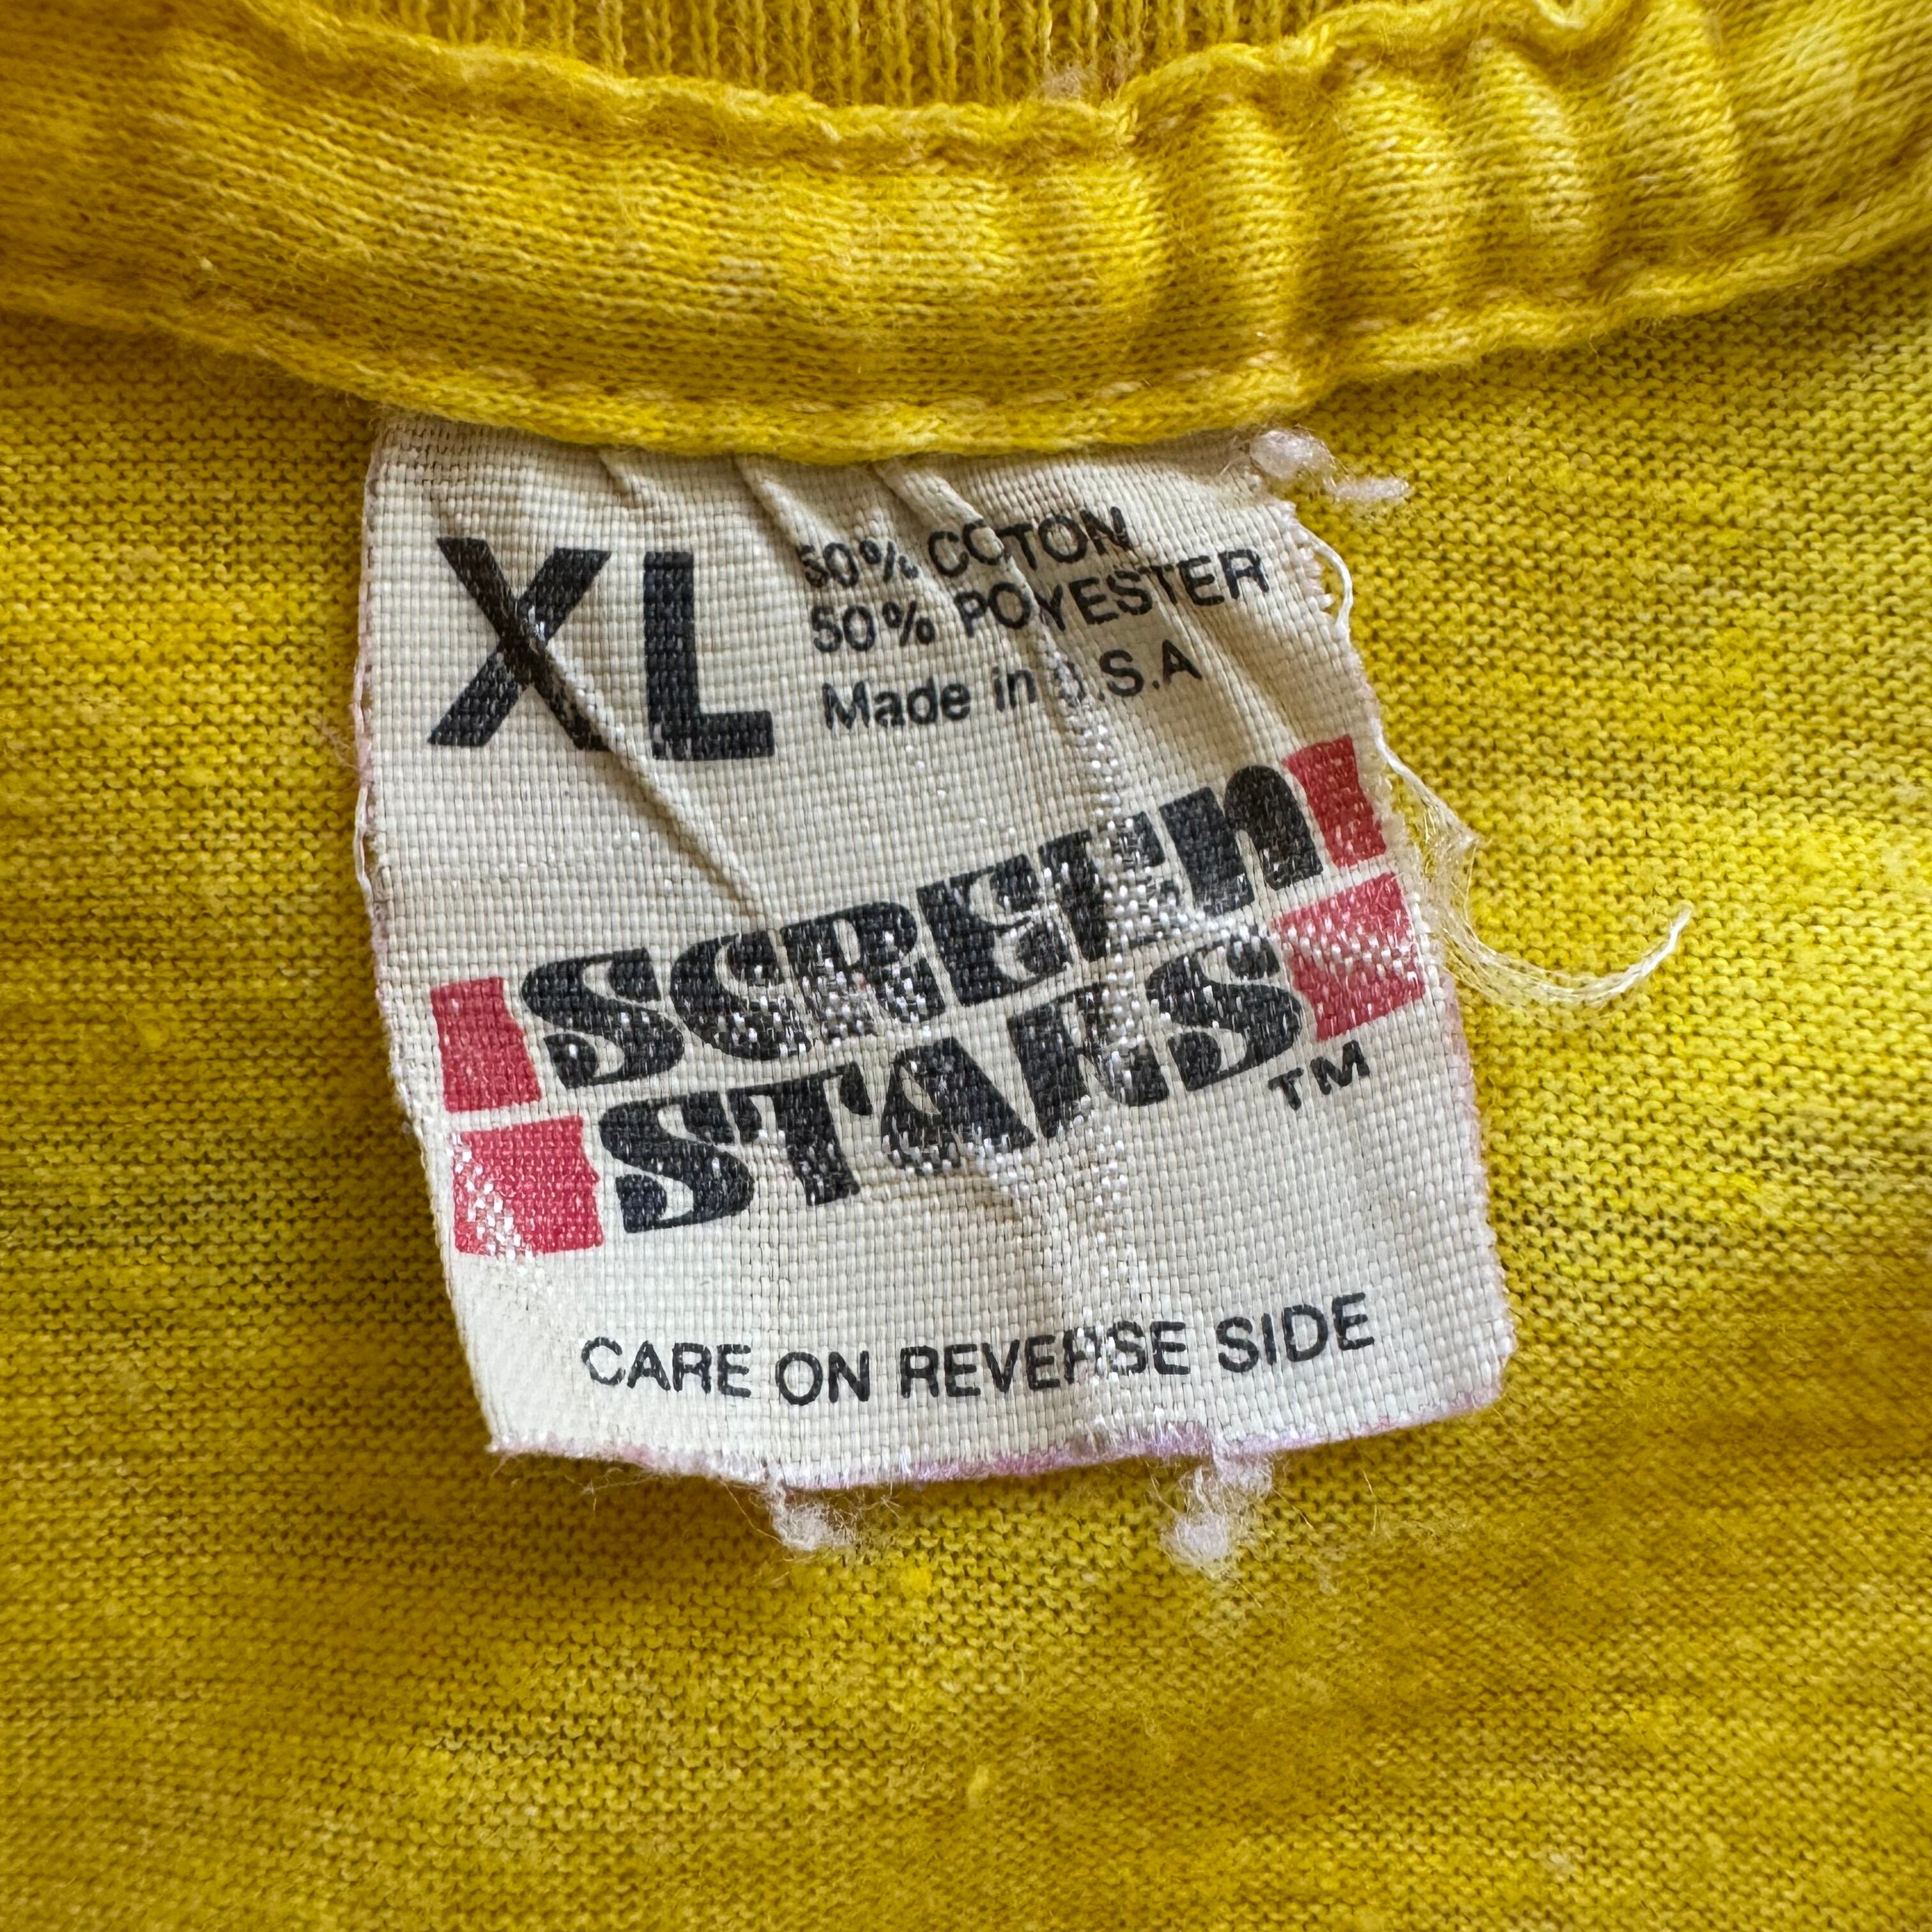 XL
50% COTON
50% POYESTER
Made in U.S.A
SCREEN
STARS
TM
CARE ON REVERSE SIDE